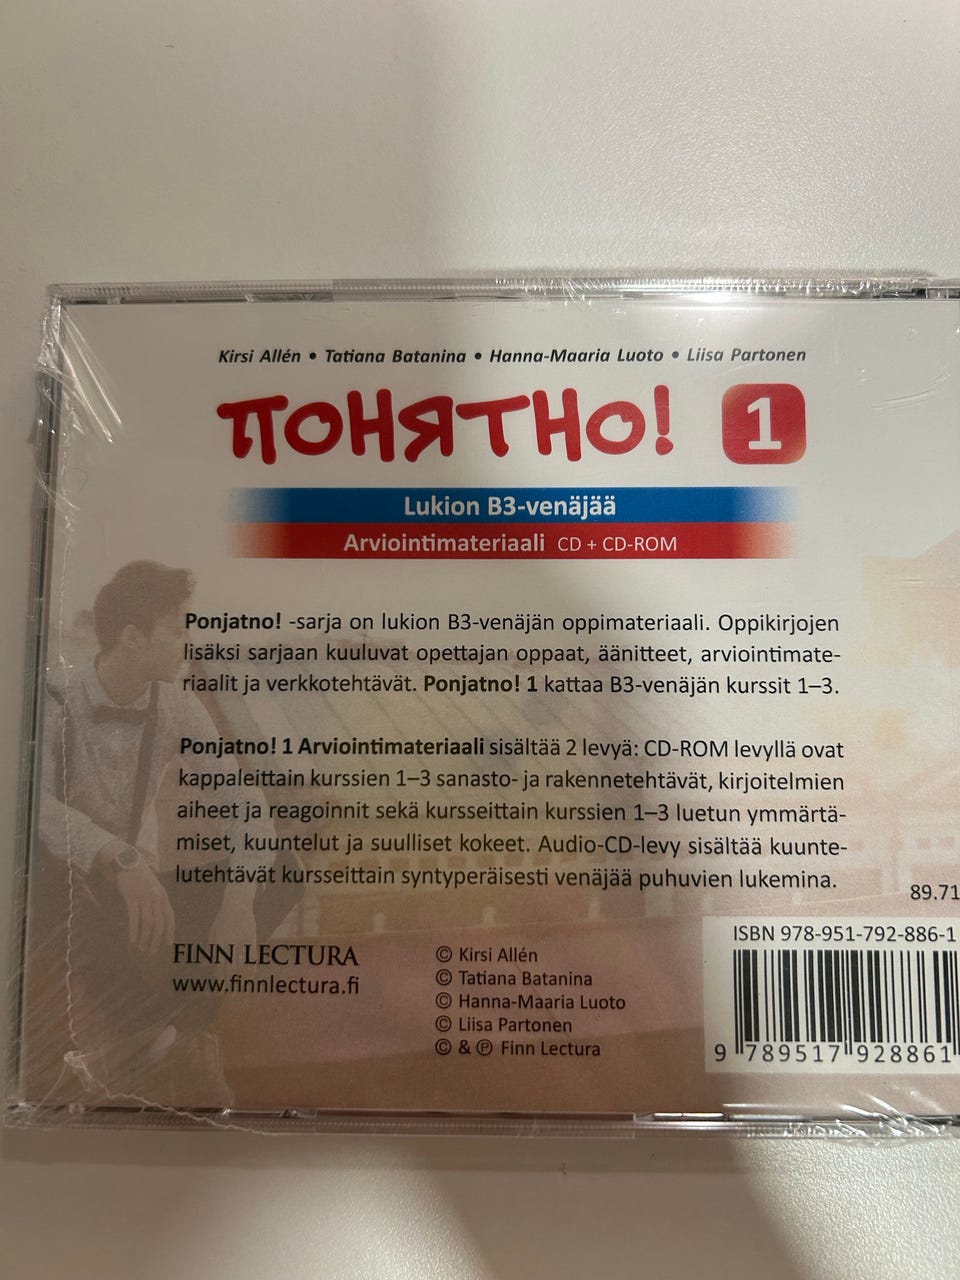 Kirsi Allén • Tatiana Batanina • Hanna-Maaria Luoto • Liisa Partonen
ПОНЯТНО! 1
Lukion B3-venäjää
Arviointimateriaali CD + CD-ROM
Ponjatno! -sarja on lukion B3-venäjän oppimateriaali. Oppikirjojen
lisäksi sarjaan kuuluvat opettajan oppaat, äänitteet, arviointimate-
riaalit ja verkkotehtävät. Ponjatno! 1 kattaa B3-venäjän kurssit 1–3.
Ponjatno! 1 Arviointimateriaali sisältää 2 levyä: CD-ROM levyllä ovat
kappaleittain kurssien 1–3 sanasto- ja rakennetehtävät, kirjoitelmien
aiheet ja reagoinnit sekä kursseittain kurssien 1–3 luetun ymmärtä-
miset, kuuntelut ja suulliset kokeet. Audio-CD-levy sisältää kuunte-
lutehtävät kursseittain syntyperäisesti venäjää puhuvien lukemina.
89.71
ISBN 978-951-792-886-1
9 789517 928861
FINN LECTURA
www.finnlectura.fi
© Kirsi Allén
© Tatiana Batanina
© Hanna-Maaria Luoto
© Liisa Partonen
© & ℗ Finn Lectura